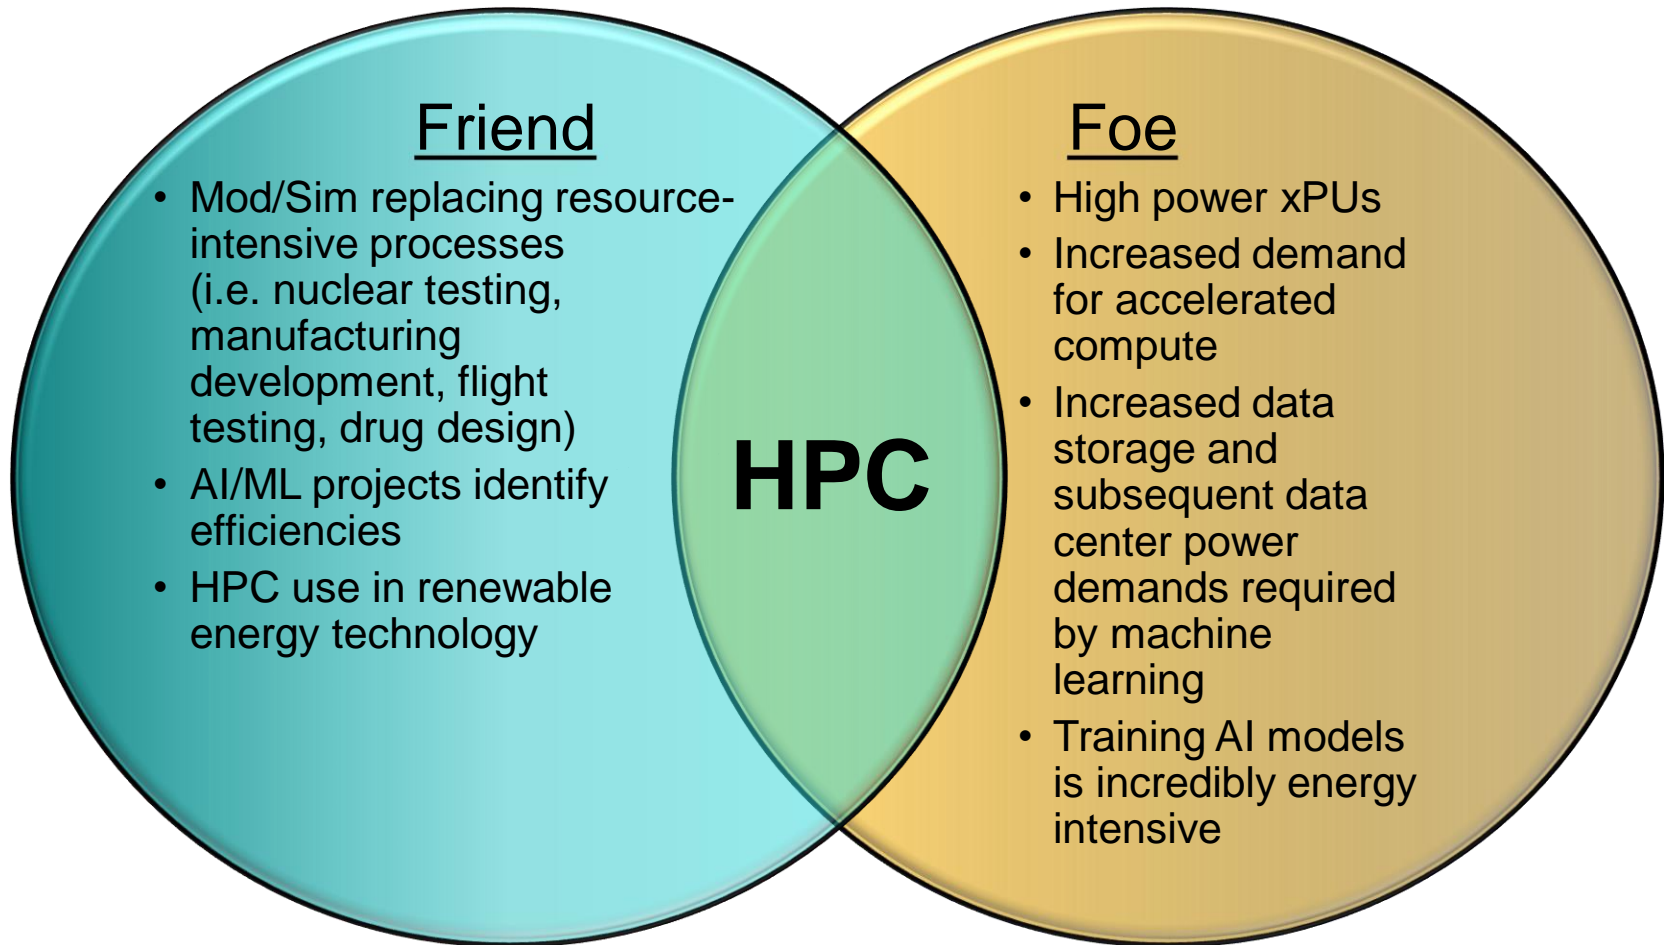 Friend
• Mod/Sim replacing resource-
intensive processes
(i.e. nuclear testing,
manufacturing
development, flight
testing, drug design)
• AI/ML projects identify
efficiencies
• HPC use in renewable
energy technology
HPC
Foe
• High power xPUs
• Increased demand
for accelerated
compute
• Increased data
storage and
subsequent data
center power
demands required
by machine
learning
• Training AI models
is incredibly energy
intensive